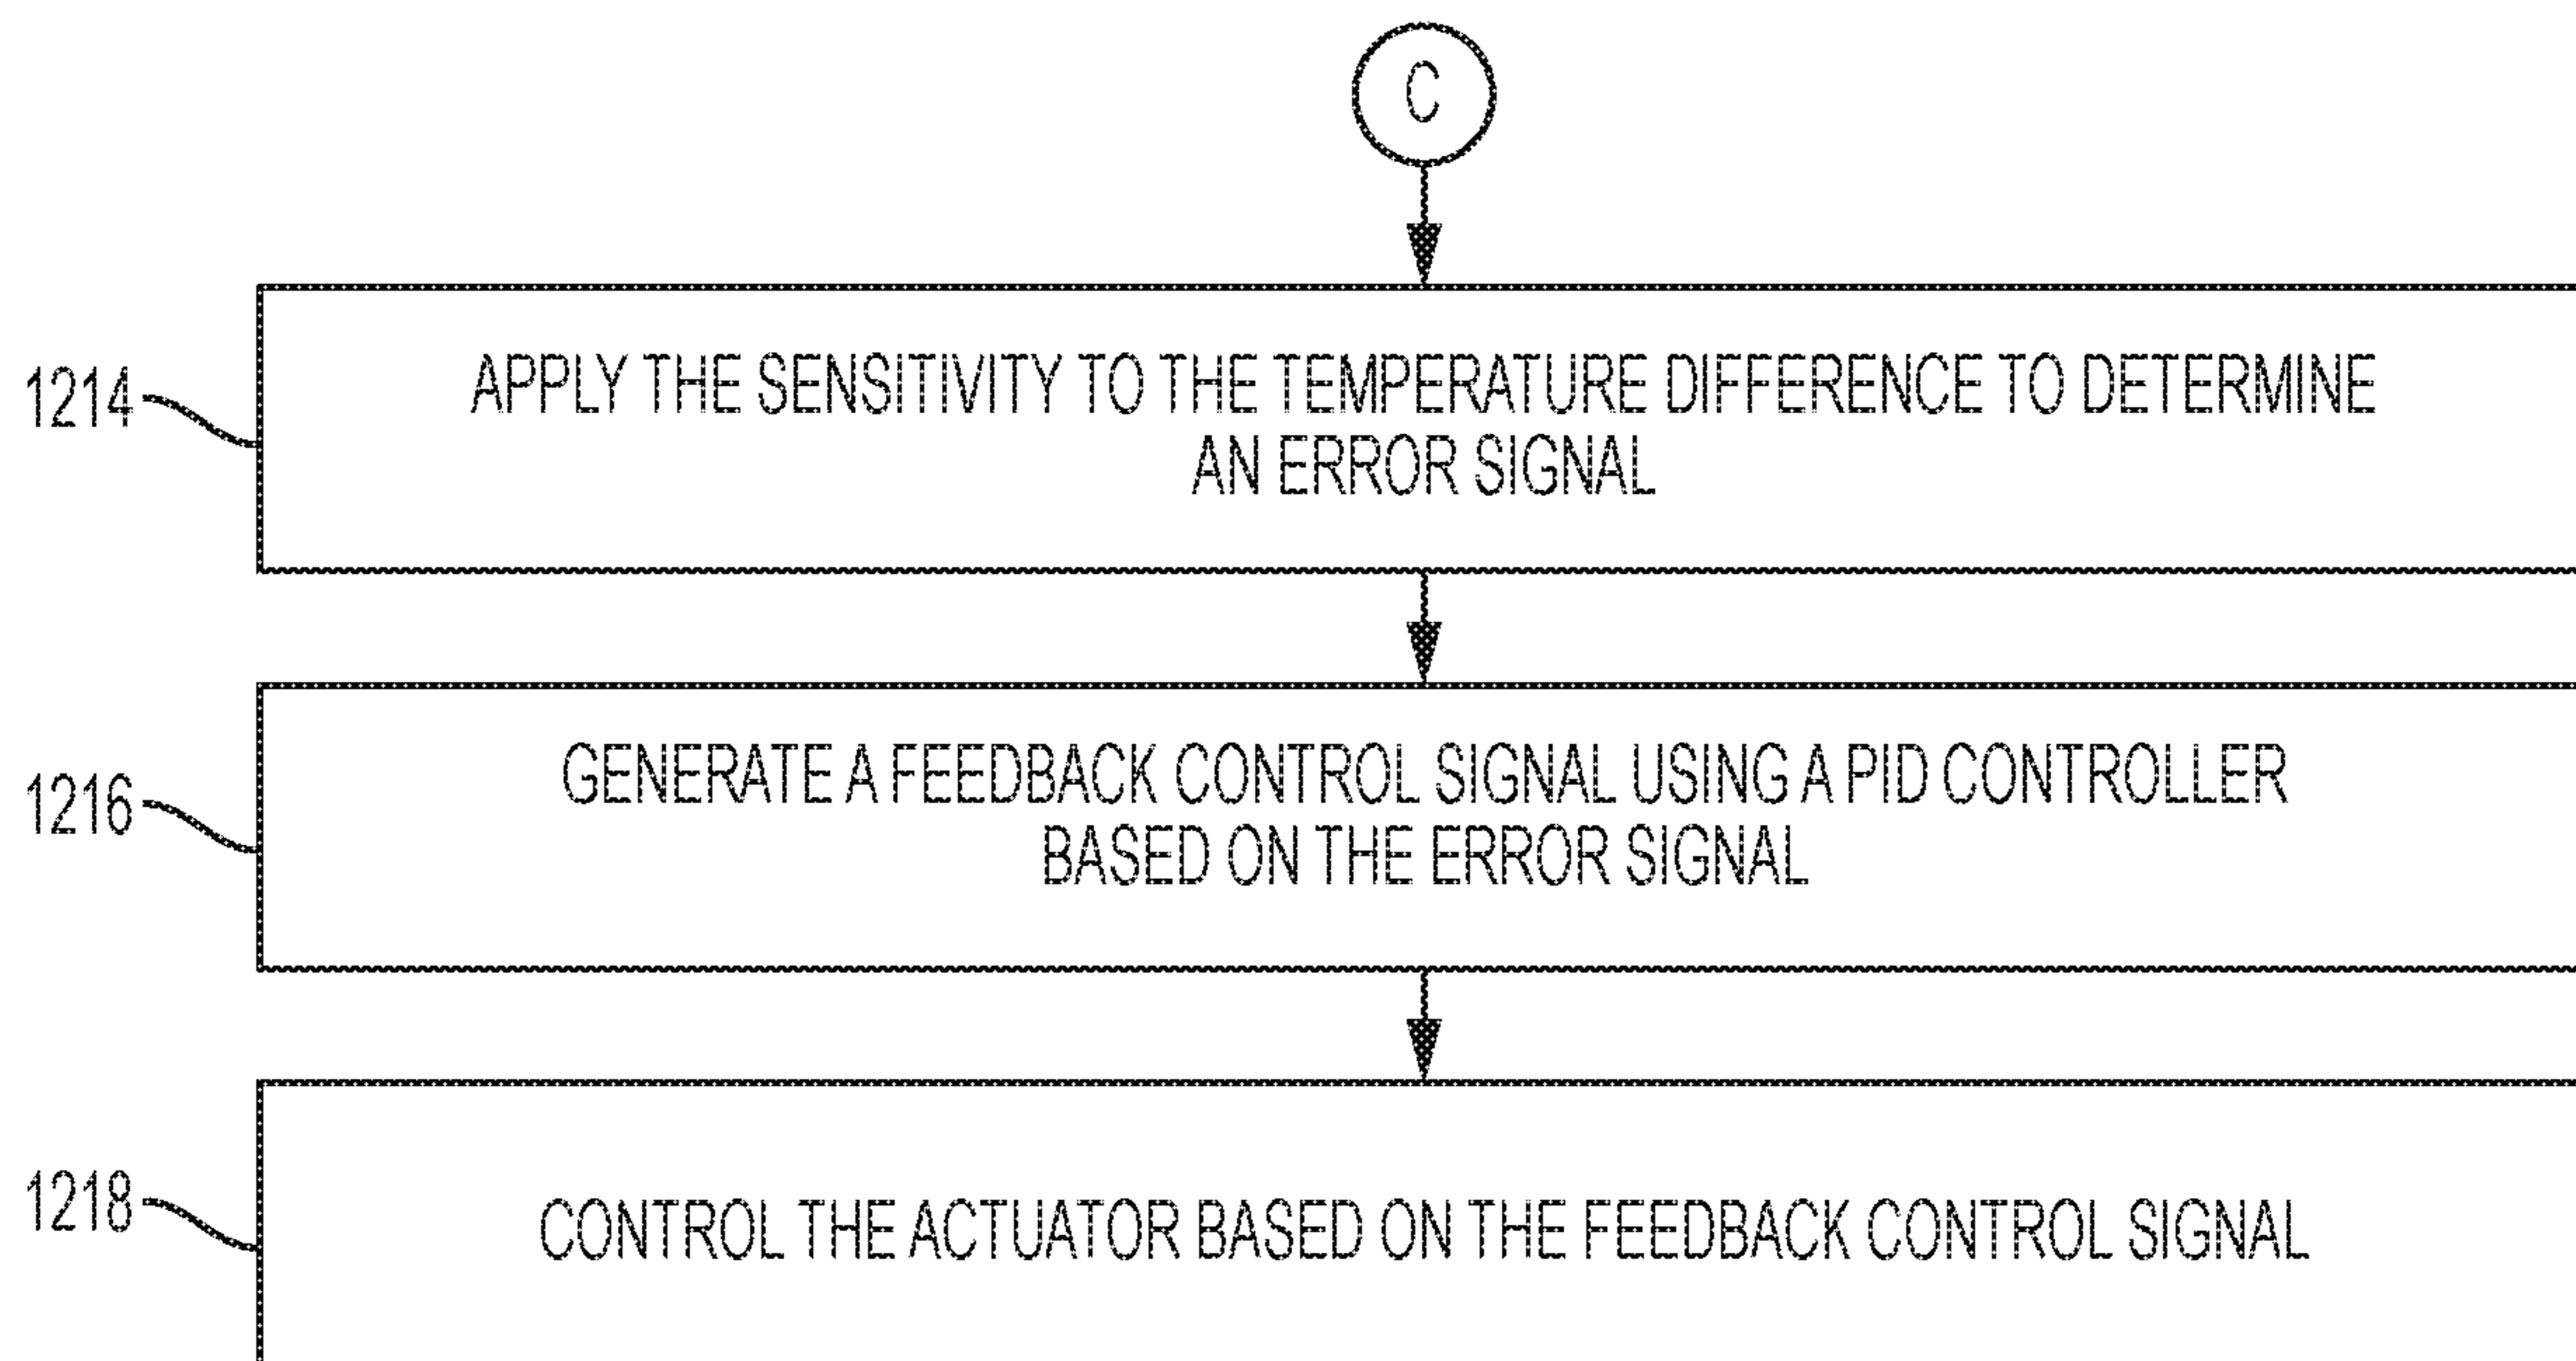 C
1214
APPLY THE SENSITIVITY TO THE TEMPERATURE DIFFERENCE TO DETERMINE
AN ERROR SIGNAL
1216
GENERATE A FEEDBACK CONTROL SIGNAL USING A PID CONTROLLER
BASED ON THE ERROR SIGNAL
1218
CONTROL THE ACTUATOR BASED ON THE FEEDBACK CONTROL SIGNAL